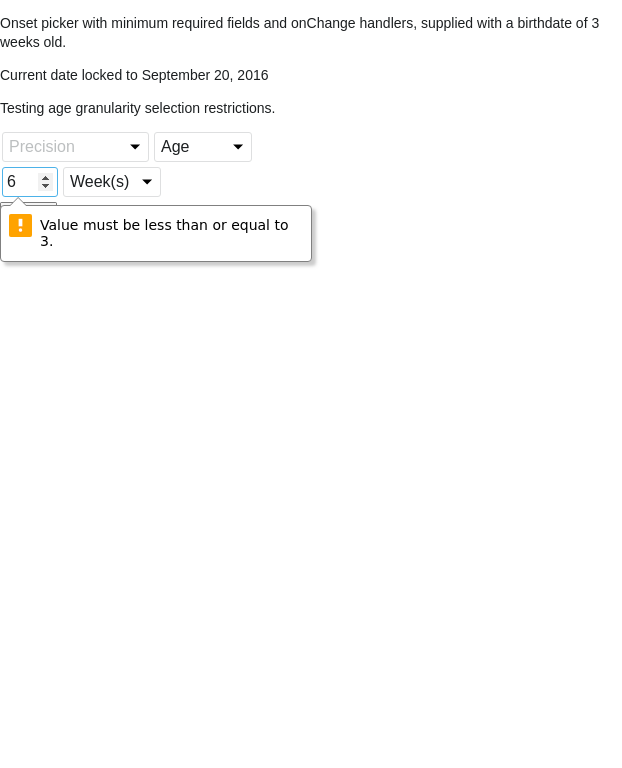 Onset picker with minimum required fields and onChange handlers, supplied with a birthdate of 3
weeks old.
Current date locked to September 20, 2016
Testing age granularity selection restrictions.
Precision Age
6 Week(s)
Value must be less than or equal to
3.